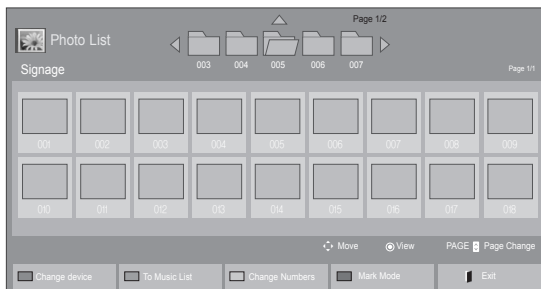 Page 1/2
Photo List
003 004 005 006 007
Signage
Page 1/1
001 002 003 004 005 006 007 008 009
010 011 012 013 014 015 016 017 018
Move View PAGE Page Change
Change device To Music List Change Numbers Mark Mode Exit